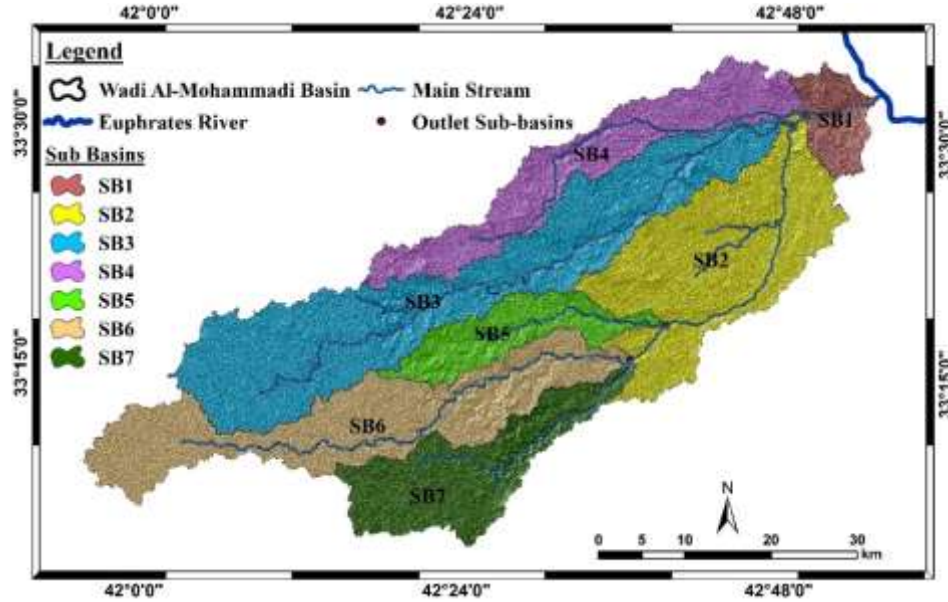 42°0'0" 42°24'0" 42°48'0"
Legend
Wadi Al-Mohammadi Basin Main Stream
Euphrates River Outlet Sub-basins
Sub Basins
SB1
SB2
SB3
SB4
SB5
SB6
SB7
33°30'0"
33°15'0"
33°30'0"
33°15'0"
SB1
SB4
SB2
SB3
SB5
SB6
SB7
N
0 5 10 20 30
km
42°0'0" 42°24'0" 42°48'0"